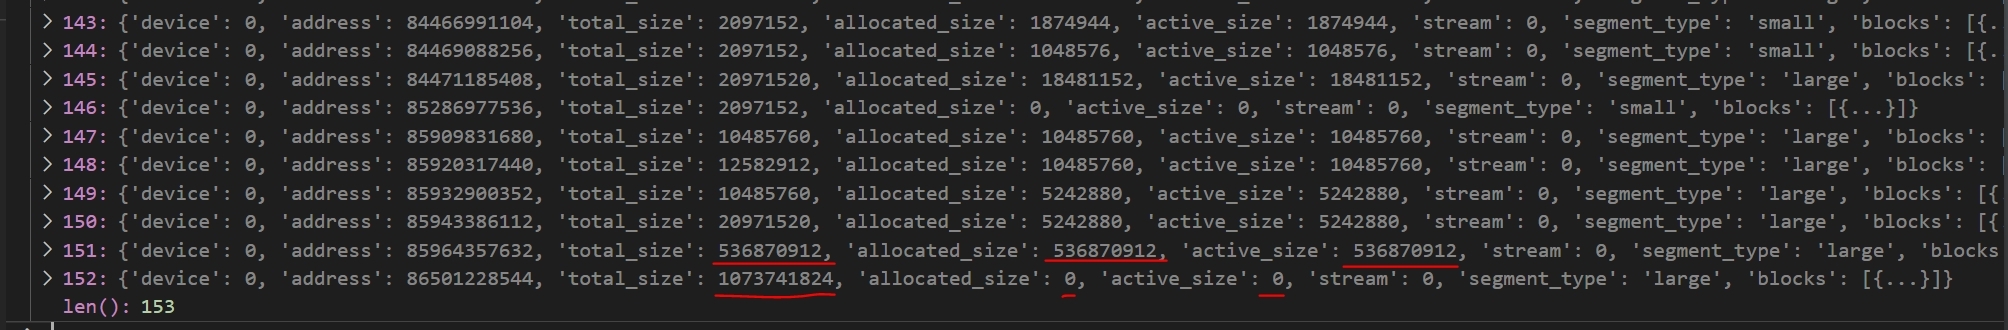 > 143: {'device': 0, 'address': 84466991104, 'total_size': 2097152, 'allocated_size': 1874944, 'active_size': 1874944, 'stream': 0, 'segment_type': 'small', 'blocks': [{.
> 144: {'device': 0, 'address': 84469088256, 'total_size': 2097152, 'allocated_size': 1048576, 'active_size': 1048576, 'stream': 0, 'segment_type': 'small', 'blocks': [{.
> 145: {'device': 0, 'address': 84471185408, 'total_size': 20971520, 'allocated_size': 18481152, 'active_size': 18481152, 'stream': 0, 'segment_type': 'large', 'blocks':
> 146: {'device': 0, 'address': 85286977536, 'total_size': 2097152, 'allocated_size': 0, 'active_size': 0, 'stream': 0, 'segment_type': 'small', 'blocks': [{...}]}
> 147: {'device': 0, 'address': 85909831680, 'total_size': 10485760, 'allocated_size': 10485760, 'active_size': 10485760, 'stream': 0, 'segment_type': 'large', 'blocks':
> 148: {'device': 0, 'address': 85920317440, 'total_size': 12582912, 'allocated_size': 10485760, 'active_size': 10485760, 'stream': 0, 'segment_type': 'large', 'blocks':
> 149: {'device': 0, 'address': 85932900352, 'total_size': 10485760, 'allocated_size': 5242880, 'active_size': 5242880, 'stream': 0, 'segment_type': 'large', 'blocks': [{
> 150: {'device': 0, 'address': 85943386112, 'total_size': 20971520, 'allocated_size': 5242880, 'active_size': 5242880, 'stream': 0, 'segment_type': 'large', 'blocks': [{
> 151: {'device': 0, 'address': 85964357632, 'total_size': 536870912, 'allocated_size': 536870912, 'active_size': 536870912, 'stream': 0, 'segment_type': 'large', 'blocks
> 152: {'device': 0, 'address': 86501228544, 'total_size': 1073741824, 'allocated_size': 0, 'active_size': 0, 'stream': 0, 'segment_type': 'large', 'blocks': [{...}]}
len(): 153